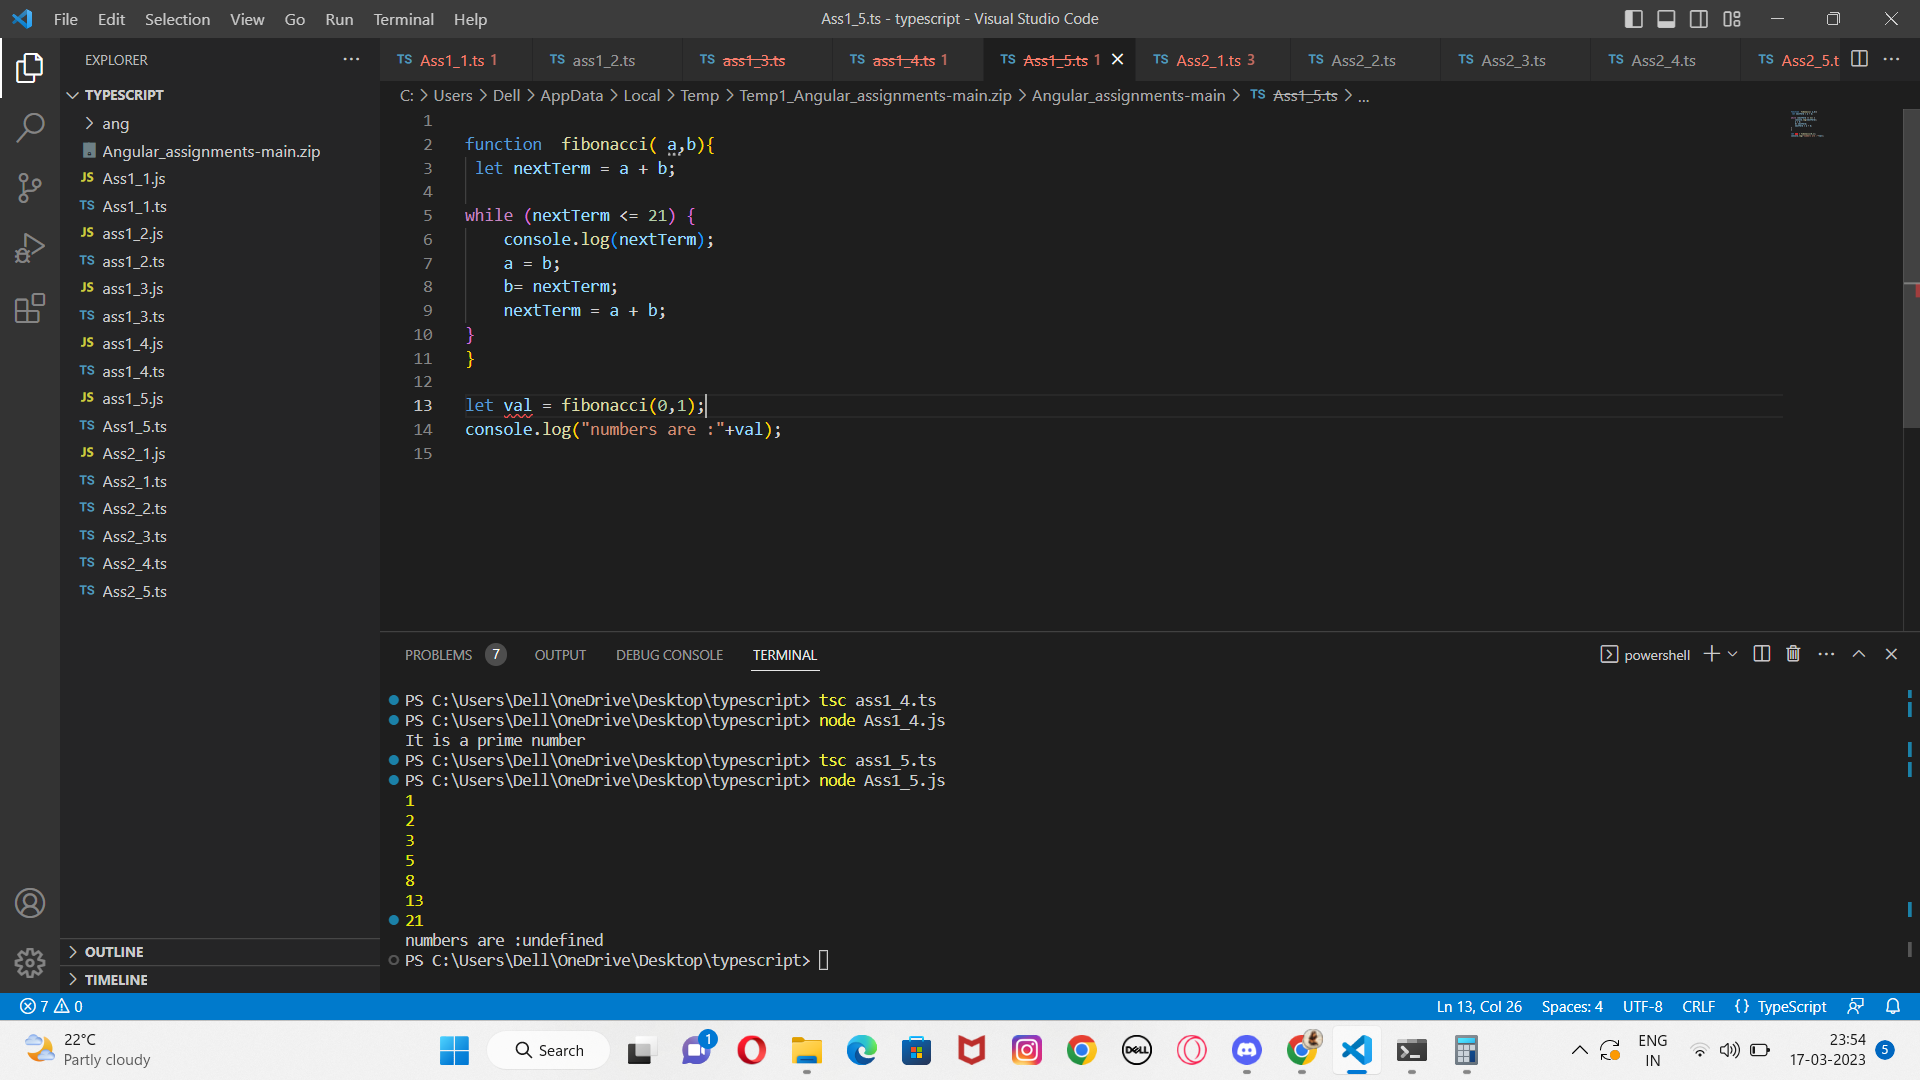 File Edit Selection View Go Run Terminal Help
Ass1_5.ts - typescript - Visual Studio Code
EXPLORER
TS Ass1_1.ts 1
TS ass1_2.ts
TS ass1_3.ts
TS ass1_4.ts 1
TS Ass1_5.ts 1
TS Ass2_1.ts 3
TS Ass2_2.ts
TS Ass2_3.ts
TS Ass2_4.ts
TS Ass2_5.t
C: > Users > Dell > AppData > Local > Temp > Temp1_Angular_assignments-main.zip > Angular_assignments-main > TS Ass1_5.ts > ...
TYPESCRIPT
ang
Angular_assignments-main.zip
JS Ass1_1.js
TS Ass1_1.ts
JS ass1_2.js
TS ass1_2.ts
JS ass1_3.js
TS ass1_3.ts
JS ass1_4.js
TS ass1_4.ts
JS ass1_5.js
TS Ass1_5.ts
JS Ass2_1.js
TS Ass2_1.ts
TS Ass2_2.ts
TS Ass2_3.ts
TS Ass2_4.ts
TS Ass2_5.ts
OUTLINE
TIMELINE
1
2 function  fibonacci( a,b){
3  let nextTerm = a + b;
4
5 while (nextTerm <= 21) {
6     console.log(nextTerm);
7     a = b;
8     b= nextTerm;
9     nextTerm = a + b;
10 }
11 }
12
13 let val = fibonacci(0,1);
14 console.log("numbers are :"+val);
15
PROBLEMS 7 OUTPUT DEBUG CONSOLE TERMINAL
powershell
PS C:\Users\Dell\OneDrive\Desktop\typescript> tsc ass1_4.ts
PS C:\Users\Dell\OneDrive\Desktop\typescript> node Ass1_4.js
It is a prime number
PS C:\Users\Dell\OneDrive\Desktop\typescript> tsc ass1_5.ts
PS C:\Users\Dell\OneDrive\Desktop\typescript> node Ass1_5.js
1
2
3
5
8
13
21
numbers are :undefined
PS C:\Users\Dell\OneDrive\Desktop\typescript>
7 0
Ln 13, Col 26 Spaces: 4 UTF-8 CRLF {} TypeScript
22°C
Partly cloudy
Search
1
DELL
ENG
IN
23:54
17-03-2023
5